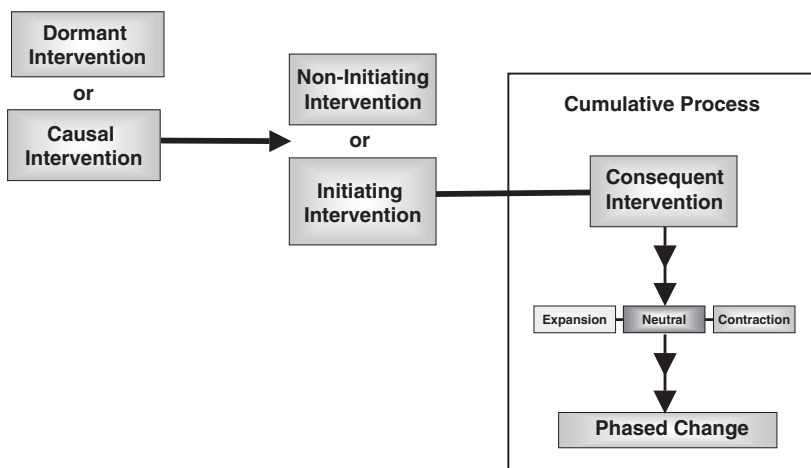 Dormant
Intervention
or
Causal
Intervention
Non-Initiating
Intervention
or
Initiating
Intervention
Cumulative Process
Consequent
Intervention
Expansion
Neutral
Contraction
Phased Change